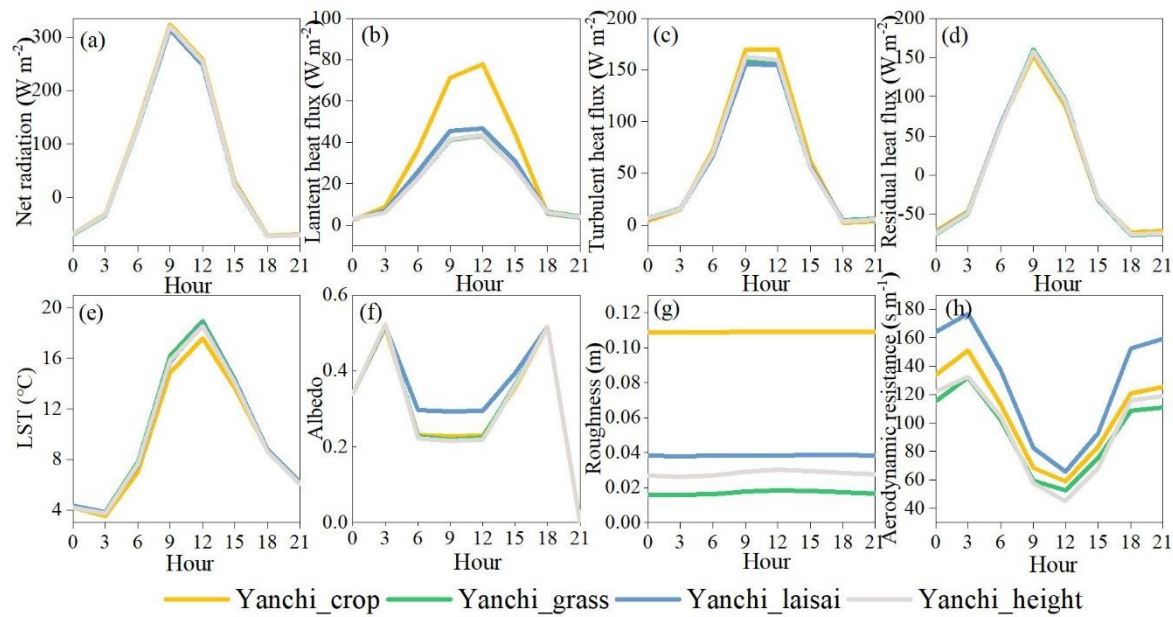 (a)
Net radiation (W m-2)
300
200
100
0
0 3 6 9 12 15 18 21
Hour
(b)
Lantent heat flux (W m-2)
100
80
60
40
20
0
0 3 6 9 12 15 18 21
Hour
(c)
Turbulent heat flux (W m-2)
200
150
100
50
0
0 3 6 9 12 15 18 21
Hour
(d)
Residual heat flux (W m-2)
200
150
100
50
0
-50
0 3 6 9 12 15 18 21
Hour
(e)
LST (°C)
20
16
12
8
4
0 3 6 9 12 15 18 21
Hour
(f)
Albedo
0.6
0.4
0.2
0.0
0 3 6 9 12 15 18 21
Hour
(g)
Roughness (m)
0.12
0.10
0.08
0.06
0.04
0.02
0.00
0 3 6 9 12 15 18 21
Hour
(h)
Aerodynamic resistance (s m-1)
180
160
140
120
100
80
60
40
0 3 6 9 12 15 18 21
Hour
Yanchi_crop Yanchi_grass Yanchi_laisai Yanchi_height